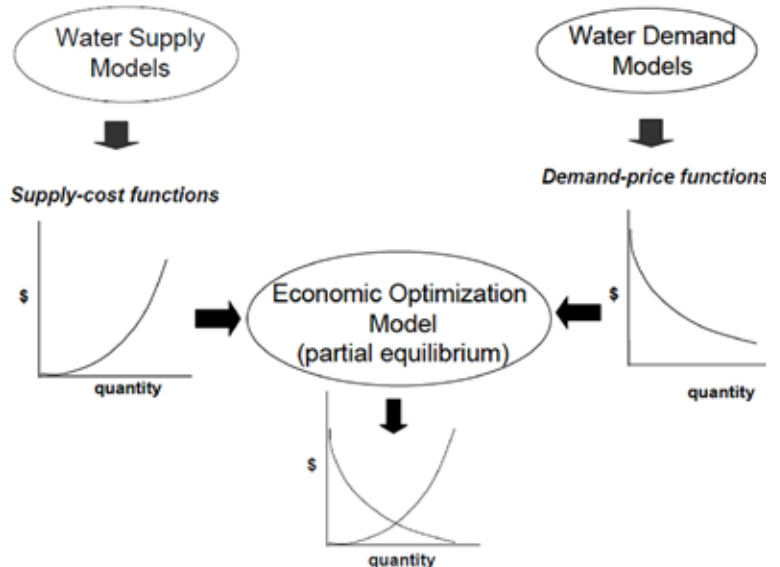 Water Supply
Models
Water Demand
Models
Supply-cost functions
Demand-price functions
$
quantity
Economic Optimization
Model
(partial equilibrium)
$
quantity
$
quantity